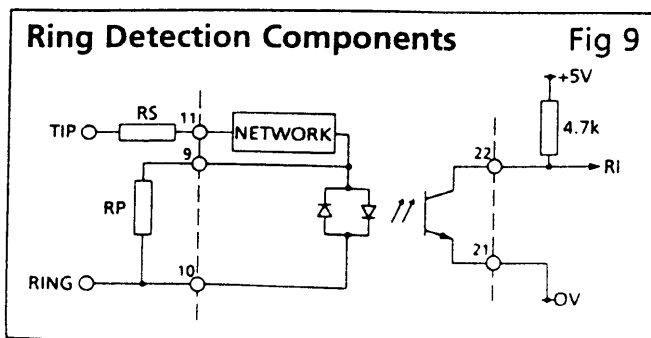 Ring Detection Components Fig 9
+5V
TIP
RS
11
NETWORK
4.7k
9
22
RI
RP
21
10
RING
OV